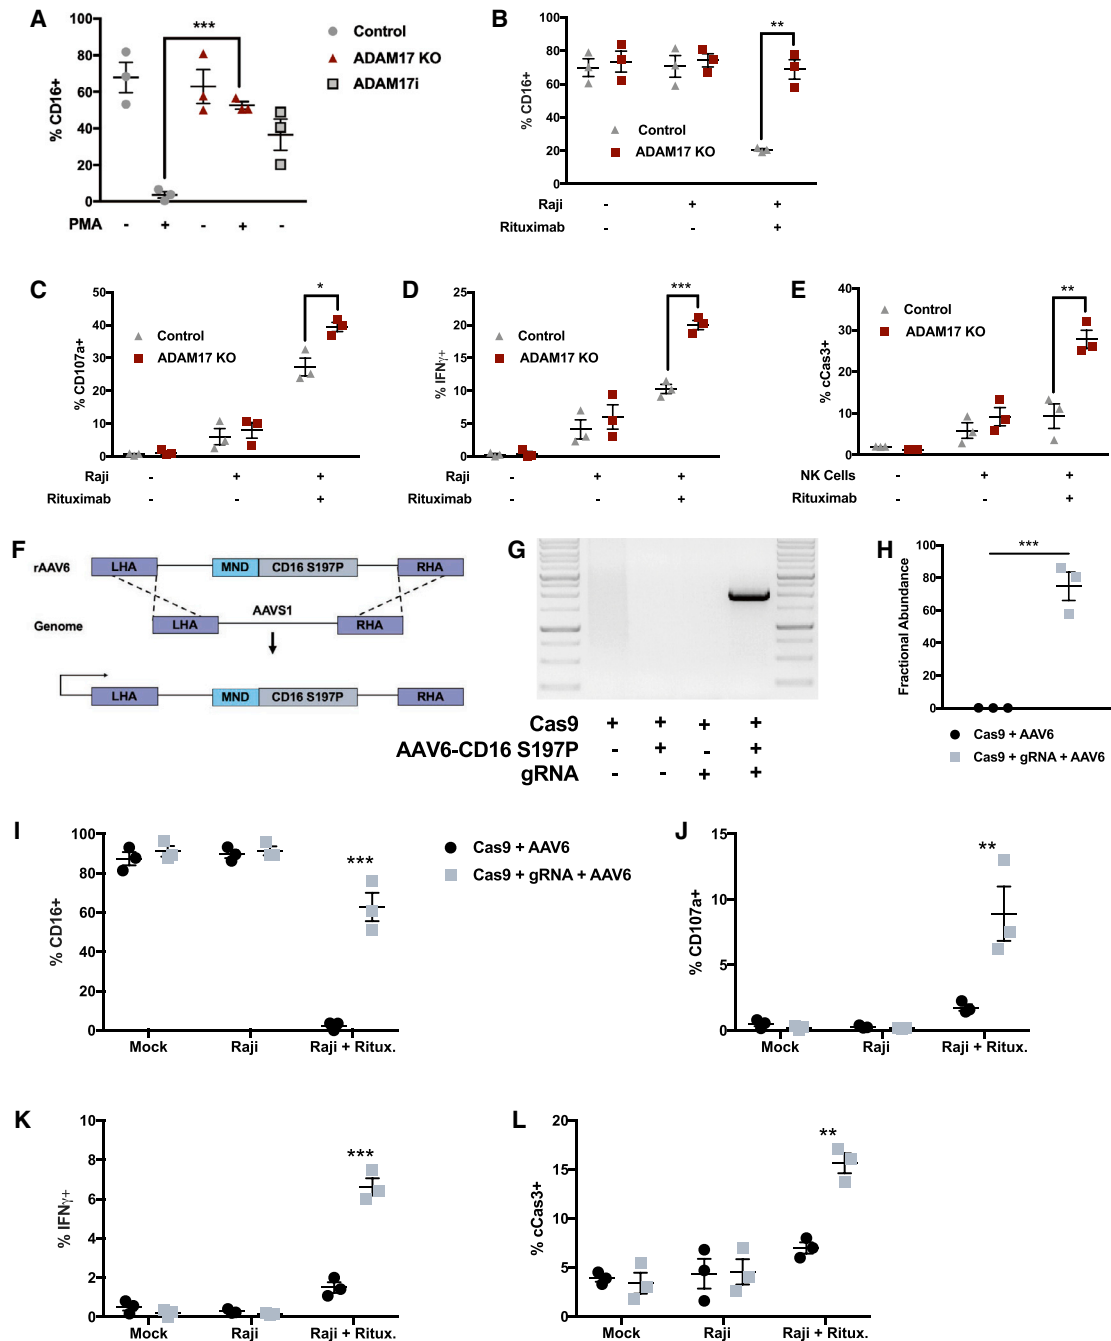 A
***
Control
ADAM17 KO
ADAM17i
100
80
60
40
20
0
% CD16+
PMA - + - + -
B
**
100
80
60
40
20
0
% CD16+
Control
ADAM17 KO
Raji - + +
Rituximab - - +
C
*
50
40
30
20
10
0
% CD107a+
Control
ADAM17 KO
Raji - + +
Rituximab - - +
D
***
25
20
15
10
5
0
% IFNγ+
Control
ADAM17 KO
Raji - + +
Rituximab - - +
E
**
40
30
20
10
0
% cCas3+
Control
ADAM17 KO
NK Cells - + +
Rituximab - - +
F
rAAV6 LHA MND CD16 S197P RHA
AAVS1
Genome LHA RHA
LHA MND CD16 S197P RHA
G
Cas9 + + + +
AAV6-CD16 S197P - + - +
gRNA - - + +
H
***
100
80
60
40
20
0
Fractional Abundance
Cas9 + AAV6
Cas9 + gRNA + AAV6
I
100
80
60
40
20
0
% CD16+
***
Mock Raji Raji + Ritux.
Cas9 + AAV6
Cas9 + gRNA + AAV6
J
15
10
5
0
% CD107a+
**
Mock Raji Raji + Ritux.
K
10
8
6
4
2
0
% IFNγ+
***
Mock Raji Raji + Ritux.
L
20
15
10
5
0
% cCas3+
**
Mock Raji Raji + Ritux.